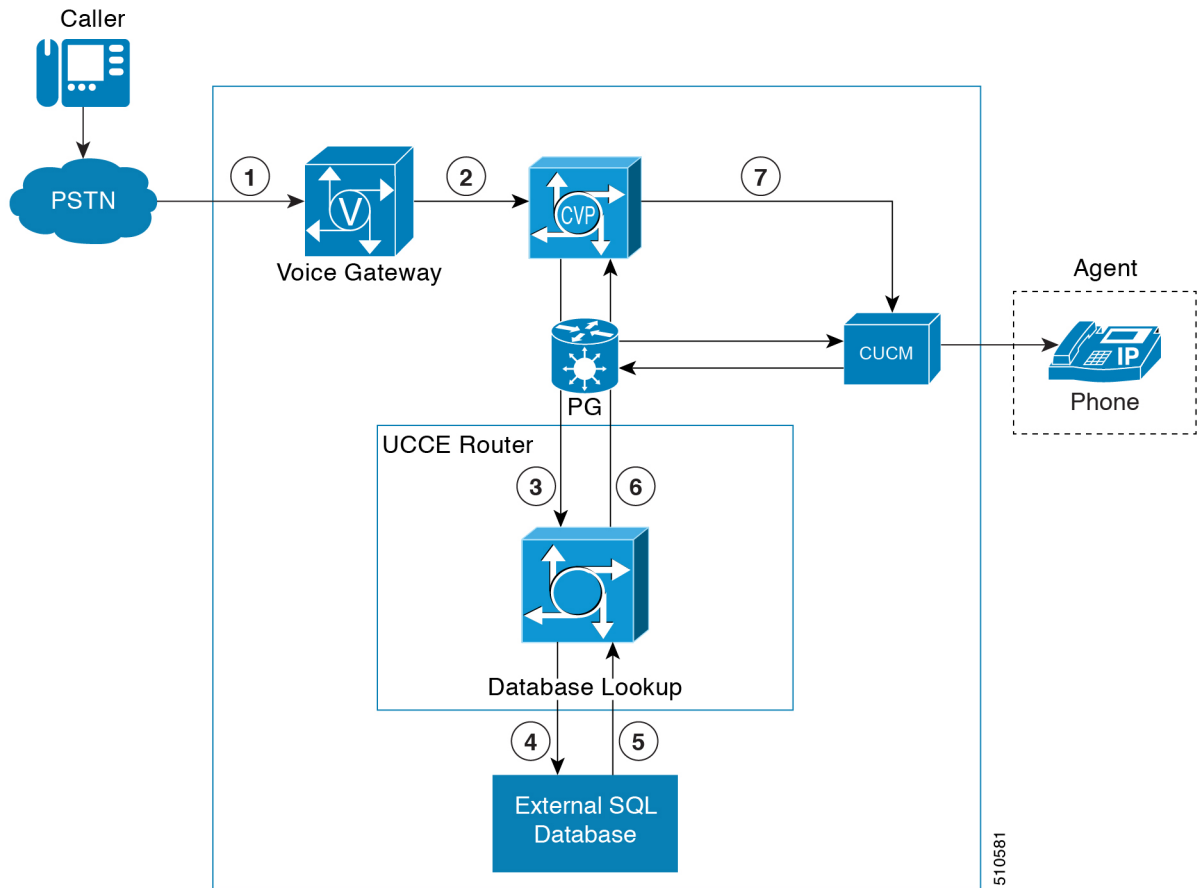 Caller
PSTN
1
V
Voice Gateway
2
CVP
7
Agent
CUCM
IP
Phone
PG
UCCE Router
3
6
Database Lookup
4
5
External SQL
Database
510581